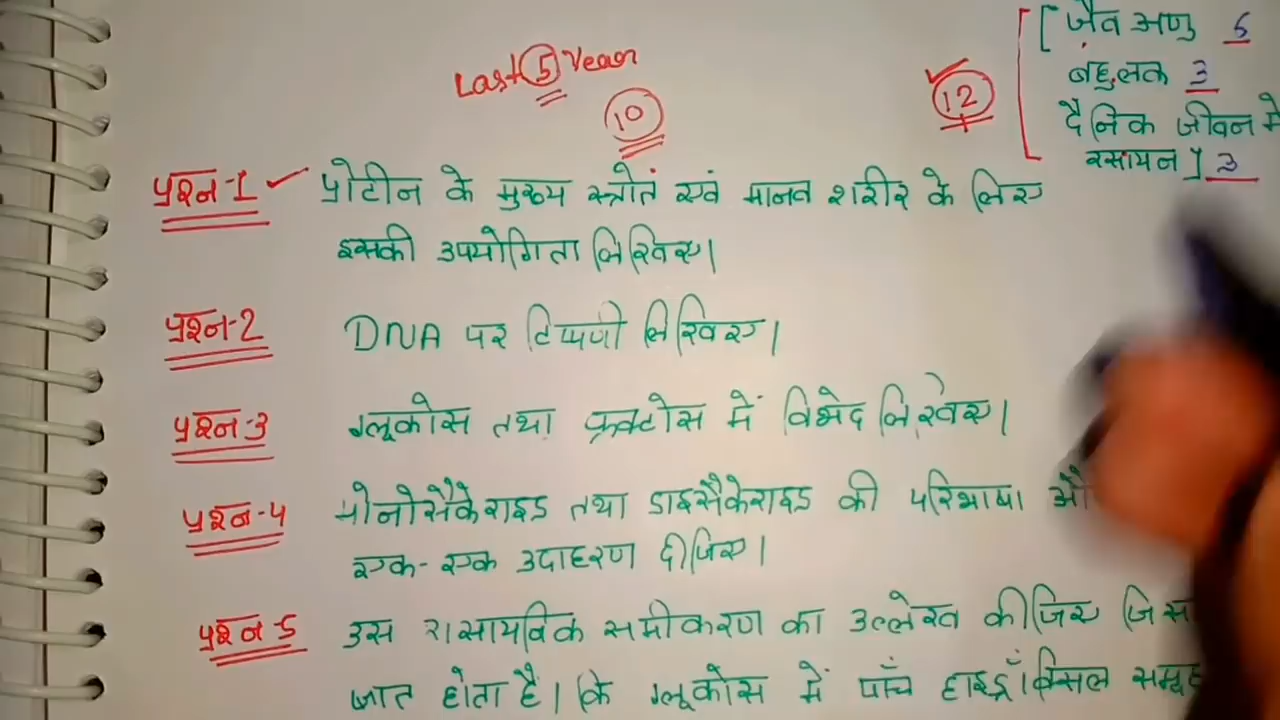 Last 5 Year
10
12
[ जैव अणु 5
बहुलक 3
दैनिक जीवन में
रसायन ] 3
प्रश्न-1 प्रोटीन के मुख्य स्त्रोतं एवं मानव शरीर के लिए
इसकी उपयोगिता लिखिए।
प्रश्न-2 DNA पर टिप्पणी लिखिए।
प्रश्न-3 ग्लूकोस तथा फ्रक्टोस में विभेद लिखिए।
प्रश्न-4 मोनोसैकेराइड तथा डाइसैकेराइड की परिभाषा
एक-एक उदाहरण दीजिए।
प्रश्न-5 उस रासायनिक समीकरण का उल्लेख कीजिए
ज्ञात होता है। कि ग्लूकोस में पाँच हाइड्रॉक्सिल समूह